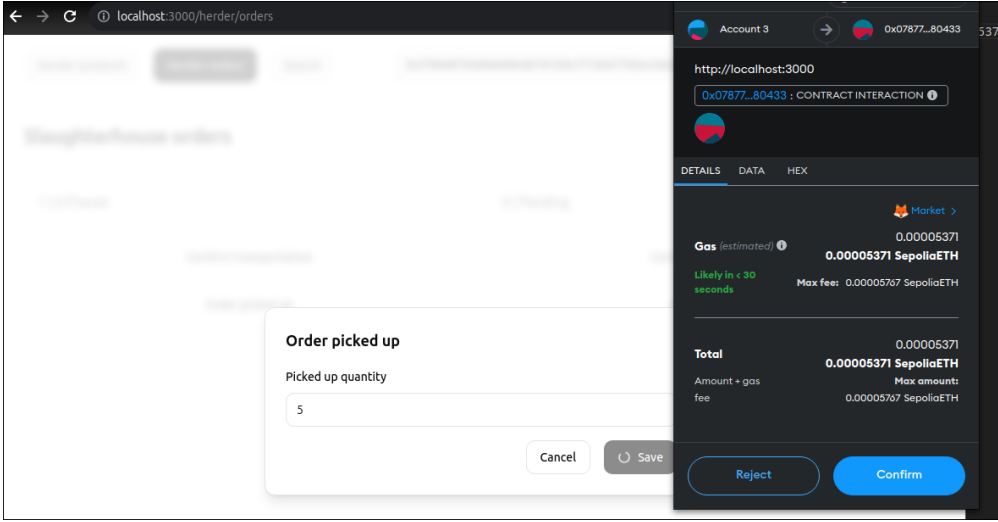 localhost:3000/herder/orders
Slaughterhouse orders
Order picked up
Picked up quantity
5
Cancel
Save
Account 3
0x07877...80433
537
http://localhost:3000
0x07877...80433 : CONTRACT INTERACTION
DETAILS DATA HEX
Market >
Gas (estimated)
0.00005371
0.00005371 SepoliaETH
Likely in < 30
seconds
Max fee: 0.00005767 SepoliaETH
Total
0.00005371
0.00005371 SepoliaETH
Amount + gas
fee
Max amount:
0.00005767 SepoliaETH
Reject
Confirm